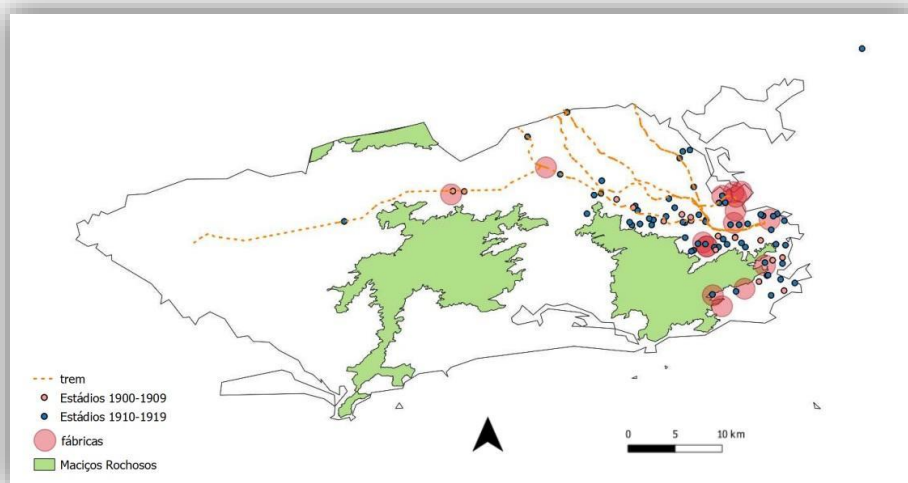 trem
Estádios 1900-1909
Estádios 1910-1919
fábricas
Maciços Rochosos
0 5 10 km